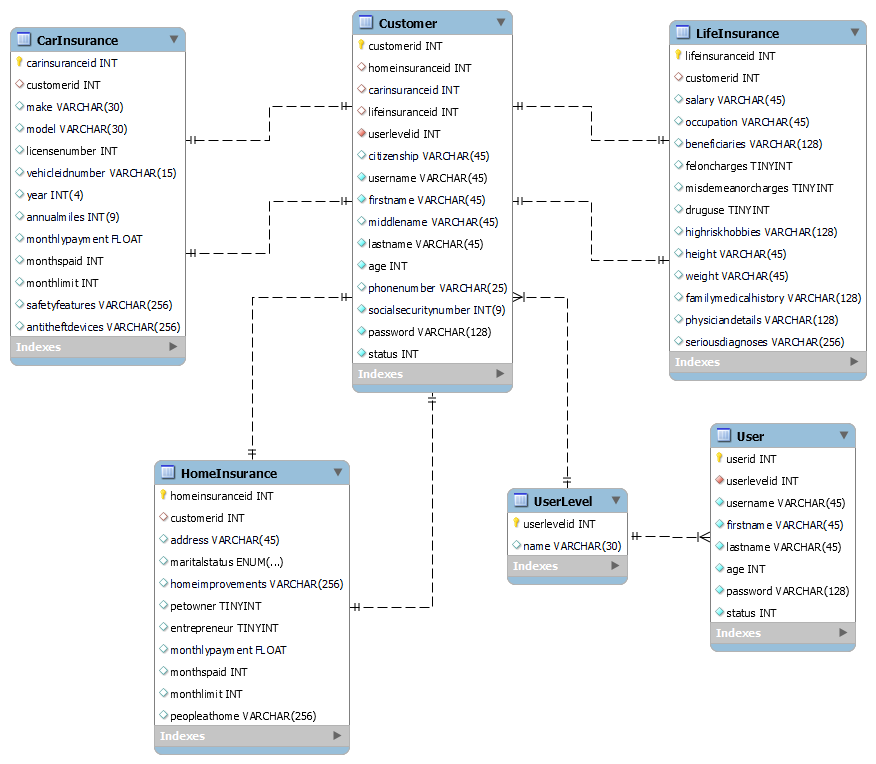 CarInsurance
carinsuranceid INT
customerid INT
make VARCHAR(30)
model VARCHAR(30)
licensenumber INT
vehicleidnumber VARCHAR(15)
year INT(4)
annualmiles INT(9)
monthlypayment FLOAT
monthspaid INT
monthlimit INT
safetyfeatures VARCHAR(256)
antitheftdevices VARCHAR(256)
Indexes
Customer
customerid INT
homeinsuranceid INT
carinsuranceid INT
lifeinsuranceid INT
userlevelid INT
citizenship VARCHAR(45)
username VARCHAR(45)
firstname VARCHAR(45)
middlename VARCHAR(45)
lastname VARCHAR(45)
age INT
phonenumber VARCHAR(25)
socialsecuritynumber INT(9)
password VARCHAR(128)
status INT
Indexes
LifeInsurance
lifeinsuranceid INT
customerid INT
salary VARCHAR(45)
occupation VARCHAR(45)
beneficiaries VARCHAR(128)
feloncharges TINYINT
misdemeanorcharges TINYINT
druguse TINYINT
highriskhobbies VARCHAR(128)
height VARCHAR(45)
weight VARCHAR(45)
familymedicalhistory VARCHAR(128)
physiciandetails VARCHAR(128)
seriousdiagnoses VARCHAR(256)
Indexes
HomeInsurance
homeinsuranceid INT
customerid INT
address VARCHAR(45)
maritalstatus ENUM(...)
homeimprovements VARCHAR(256)
petowner TINYINT
entrepreneur TINYINT
monthlypayment FLOAT
monthspaid INT
monthlimit INT
peopleathome VARCHAR(256)
Indexes
UserLevel
userlevelid INT
name VARCHAR(30)
Indexes
User
userid INT
userlevelid INT
username VARCHAR(45)
firstname VARCHAR(45)
lastname VARCHAR(45)
age INT
password VARCHAR(128)
status INT
Indexes